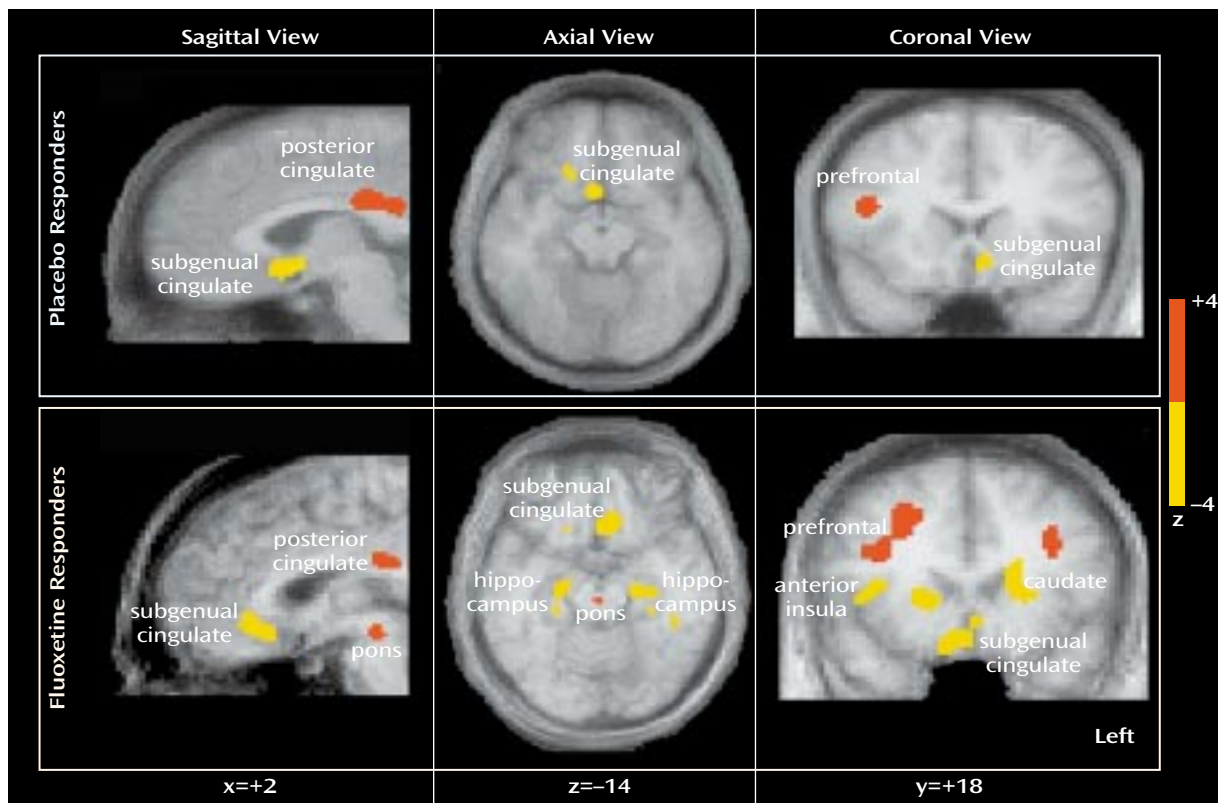 Sagittal View
Axial View
Coronal View
Placebo Responders
posterior
cingulate
subgenual
cingulate
subgenual
cingulate
prefrontal
subgenual
cingulate
+4
–4
z
Fluoxetine Responders
posterior
cingulate
subgenual
cingulate
pons
subgenual
cingulate
hippo-
campus
pons
hippo-
campus
prefrontal
anterior
insula
caudate
subgenual
cingulate
Left
x=+2
z=–14
y=+18